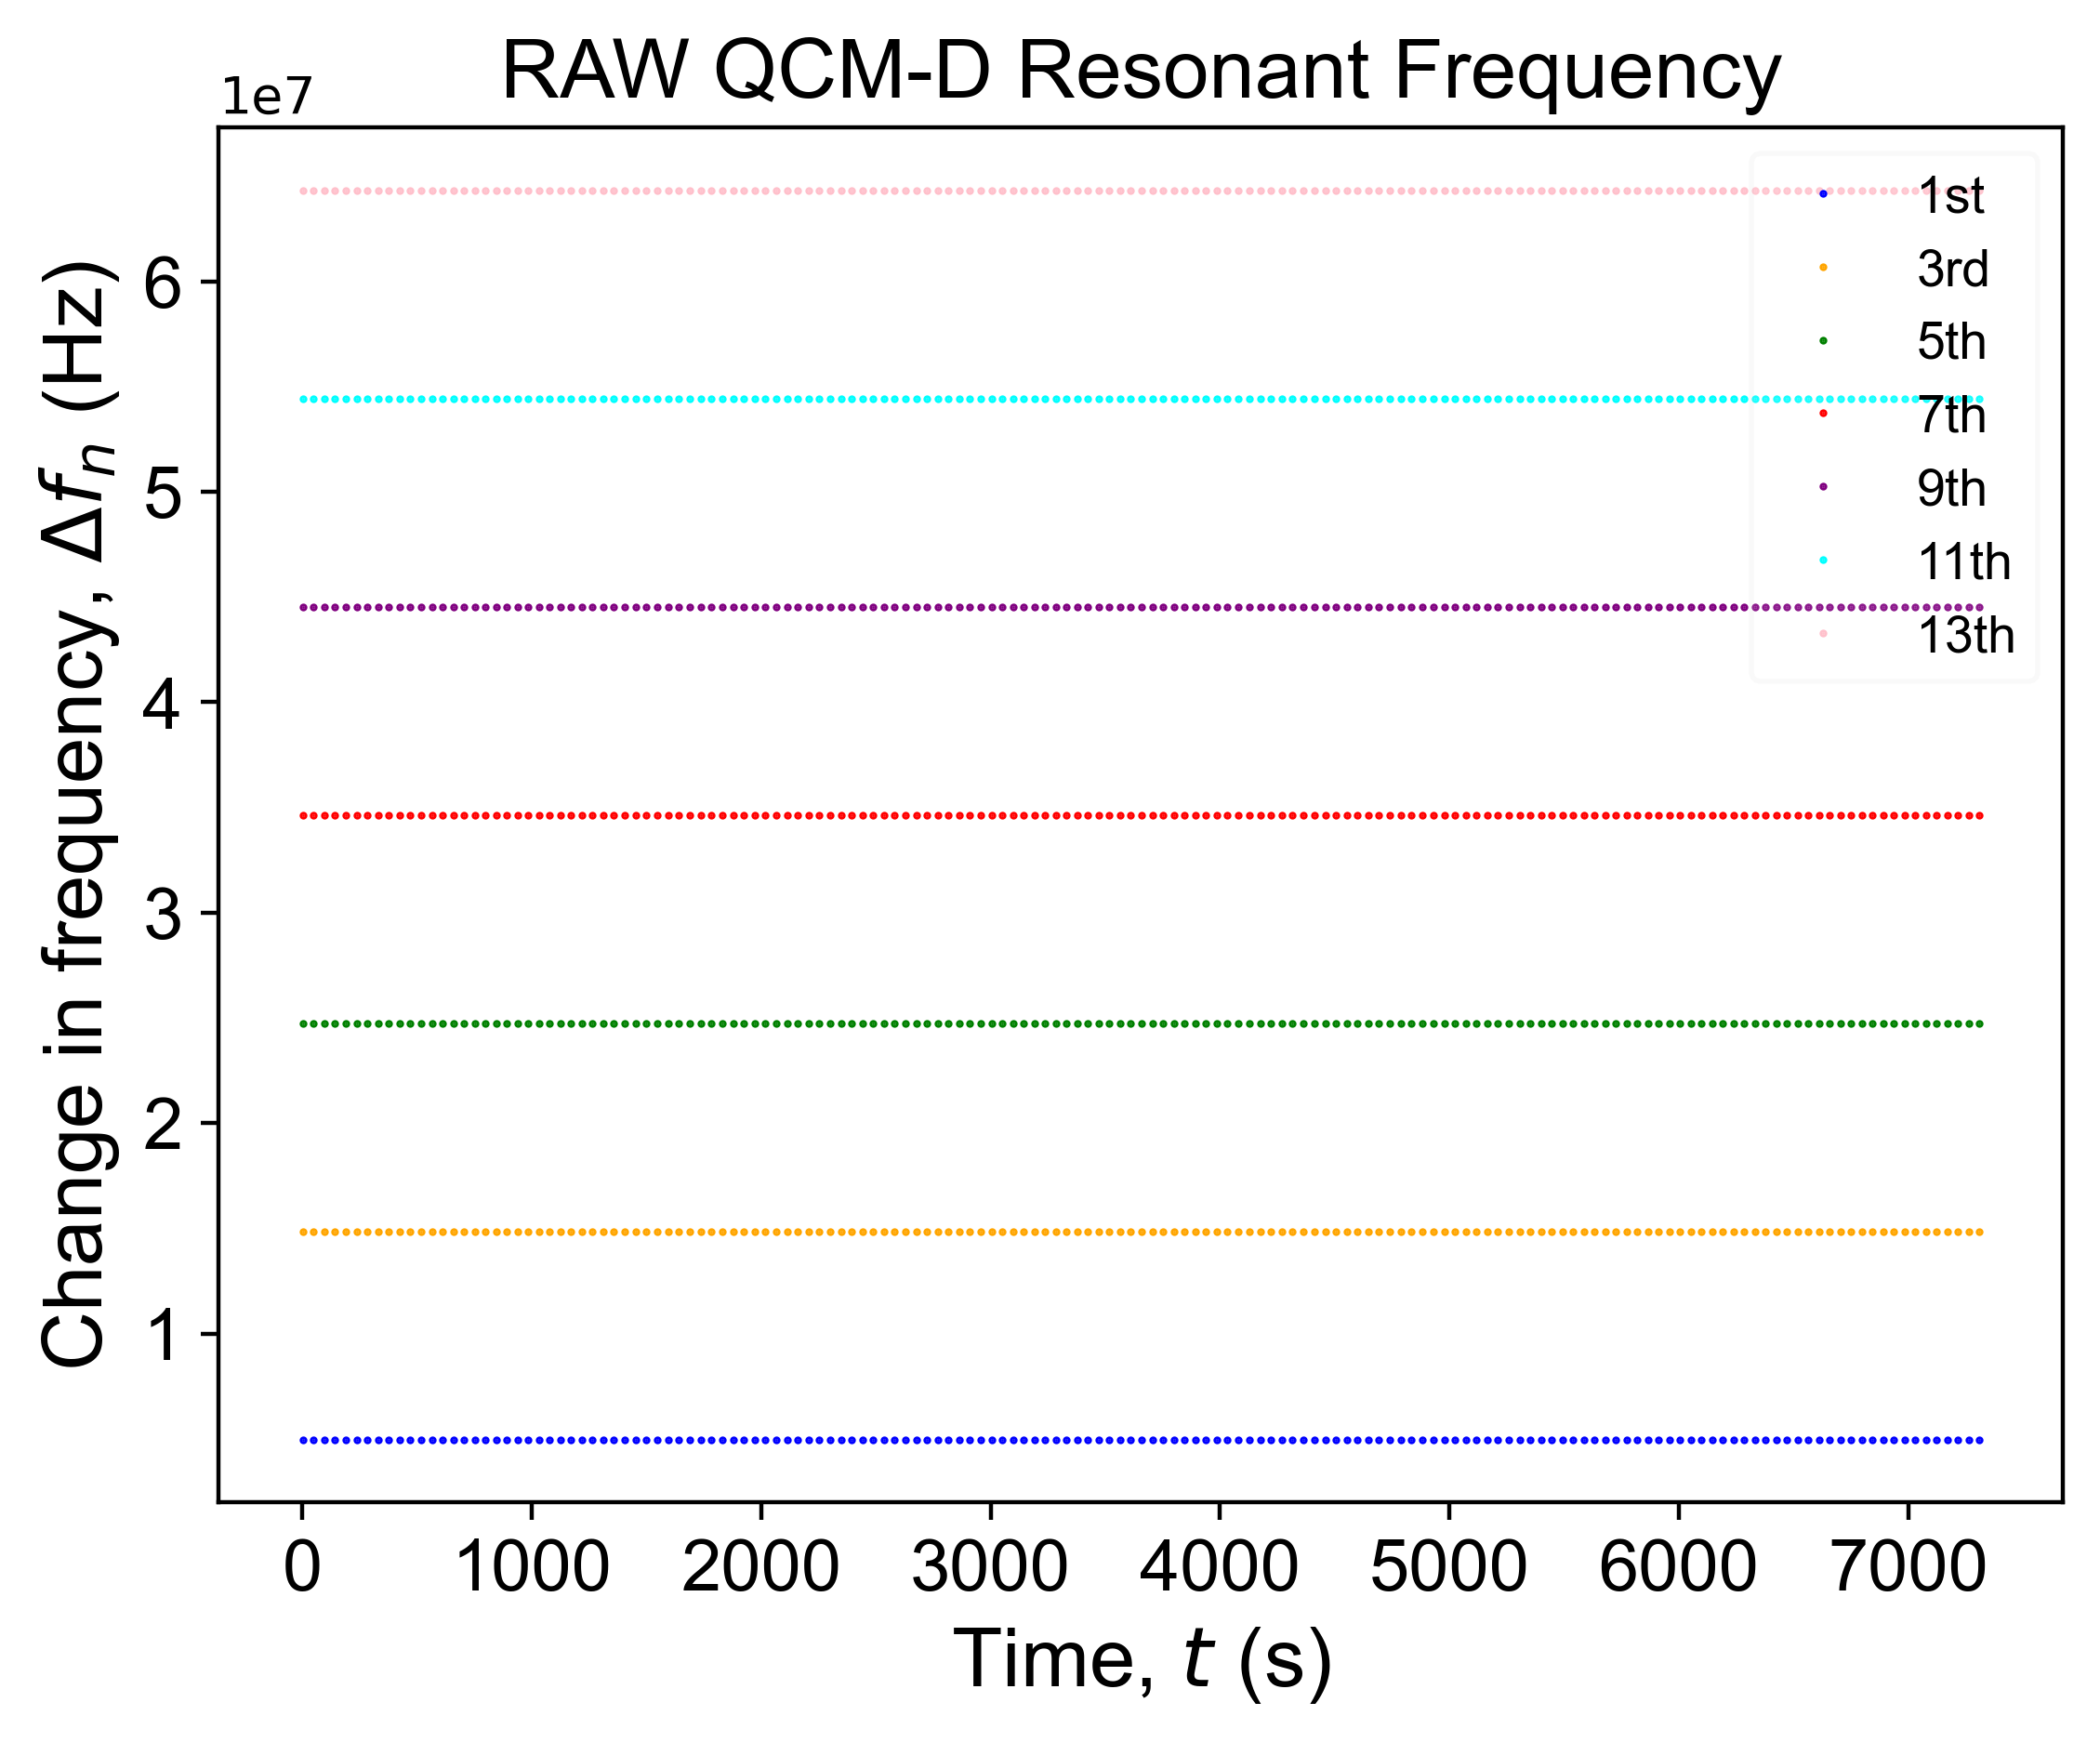 RAW QCM-D Resonant Frequency
1e7
Change in frequency, Δfₙ (Hz)
6
5
4
3
2
1
1st
3rd
5th
7th
9th
11th
13th
0 1000 2000 3000 4000 5000 6000 7000
Time, t (s)